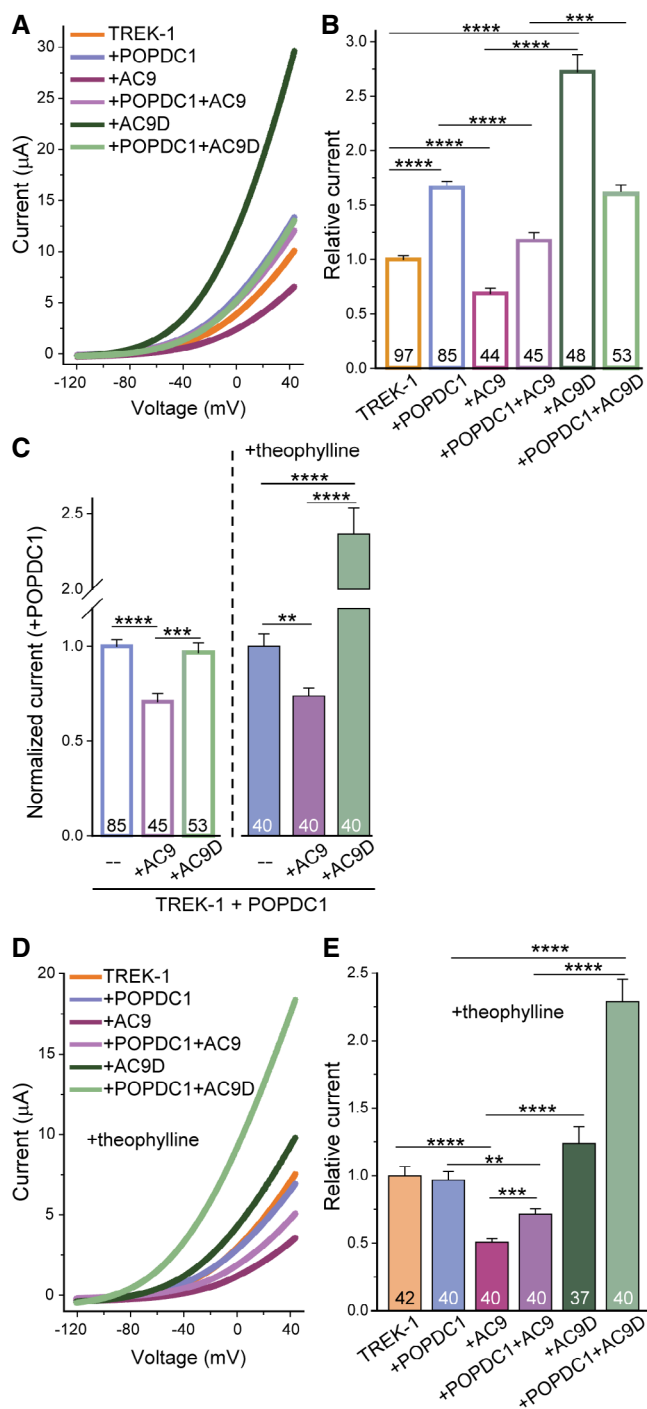 A
TREK-1
+POPDC1
+AC9
+POPDC1+AC9
+AC9D
+POPDC1+AC9D
Current (µA)
30
25
20
15
10
5
0
-120 -80 -40 0 40
Voltage (mV)
B
Relative current
3.0
2.5
2.0
1.5
1.0
0.5
0.0
****
***
****
****
****
****
97 85 44 45 48 53
TREK-1 +POPDC1 +AC9 +POPDC1+AC9 +AC9D +POPDC1+AC9D
C
Normalized current (+POPDC1)
2.5
2.0
1.0
0.5
0.0
+theophylline
****
****
**** ***
**
85 45 53 40 40 40
-- +AC9 +AC9D -- +AC9 +AC9D
TREK-1 + POPDC1
D
TREK-1
+POPDC1
+AC9
+POPDC1+AC9
+AC9D
+POPDC1+AC9D
+theophylline
Current (µA)
20
15
10
5
0
-120 -80 -40 0 40
Voltage (mV)
E
Relative current
2.5
2.0
1.5
1.0
0.5
0.0
+theophylline
****
****
****
****
**
***
42 40 40 40 37 40
TREK-1 +POPDC1 +AC9 +POPDC1+AC9 +AC9D +POPDC1+AC9D